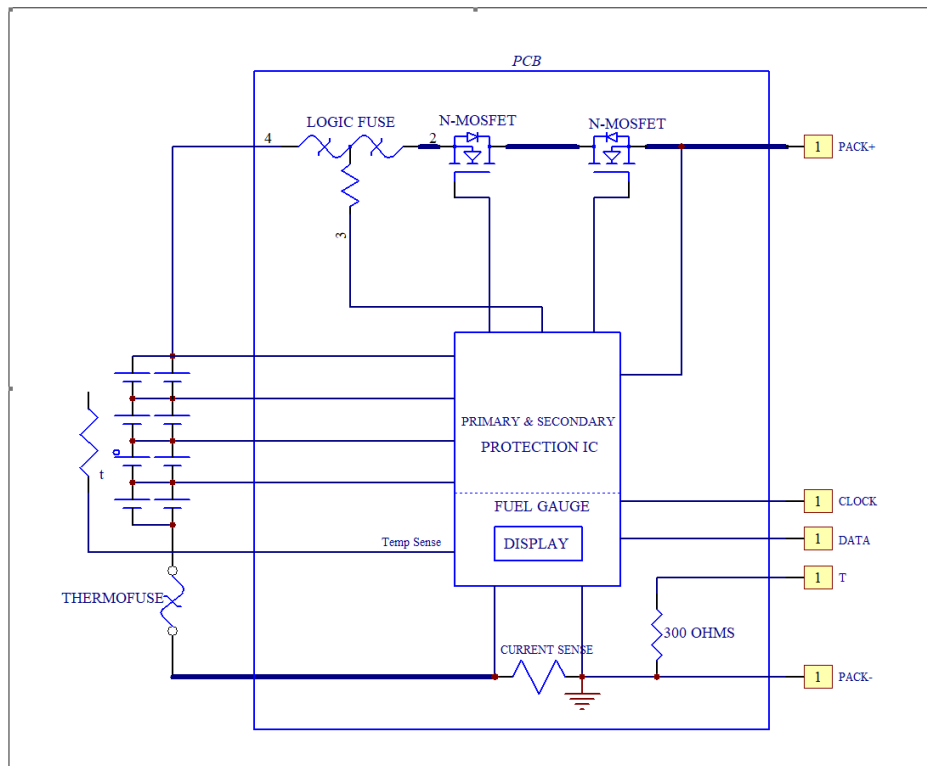 PCB
LOGIC FUSE
N-MOSFET
N-MOSFET
4
2
1
PACK+
3
PRIMARY & SECONDARY
PROTECTION IC
t
FUEL GAUGE
1
CLOCK
Temp Sense
DISPLAY
1
DATA
1
T
THERMOFUSE
300 OHMS
CURRENT SENSE
1
PACK-